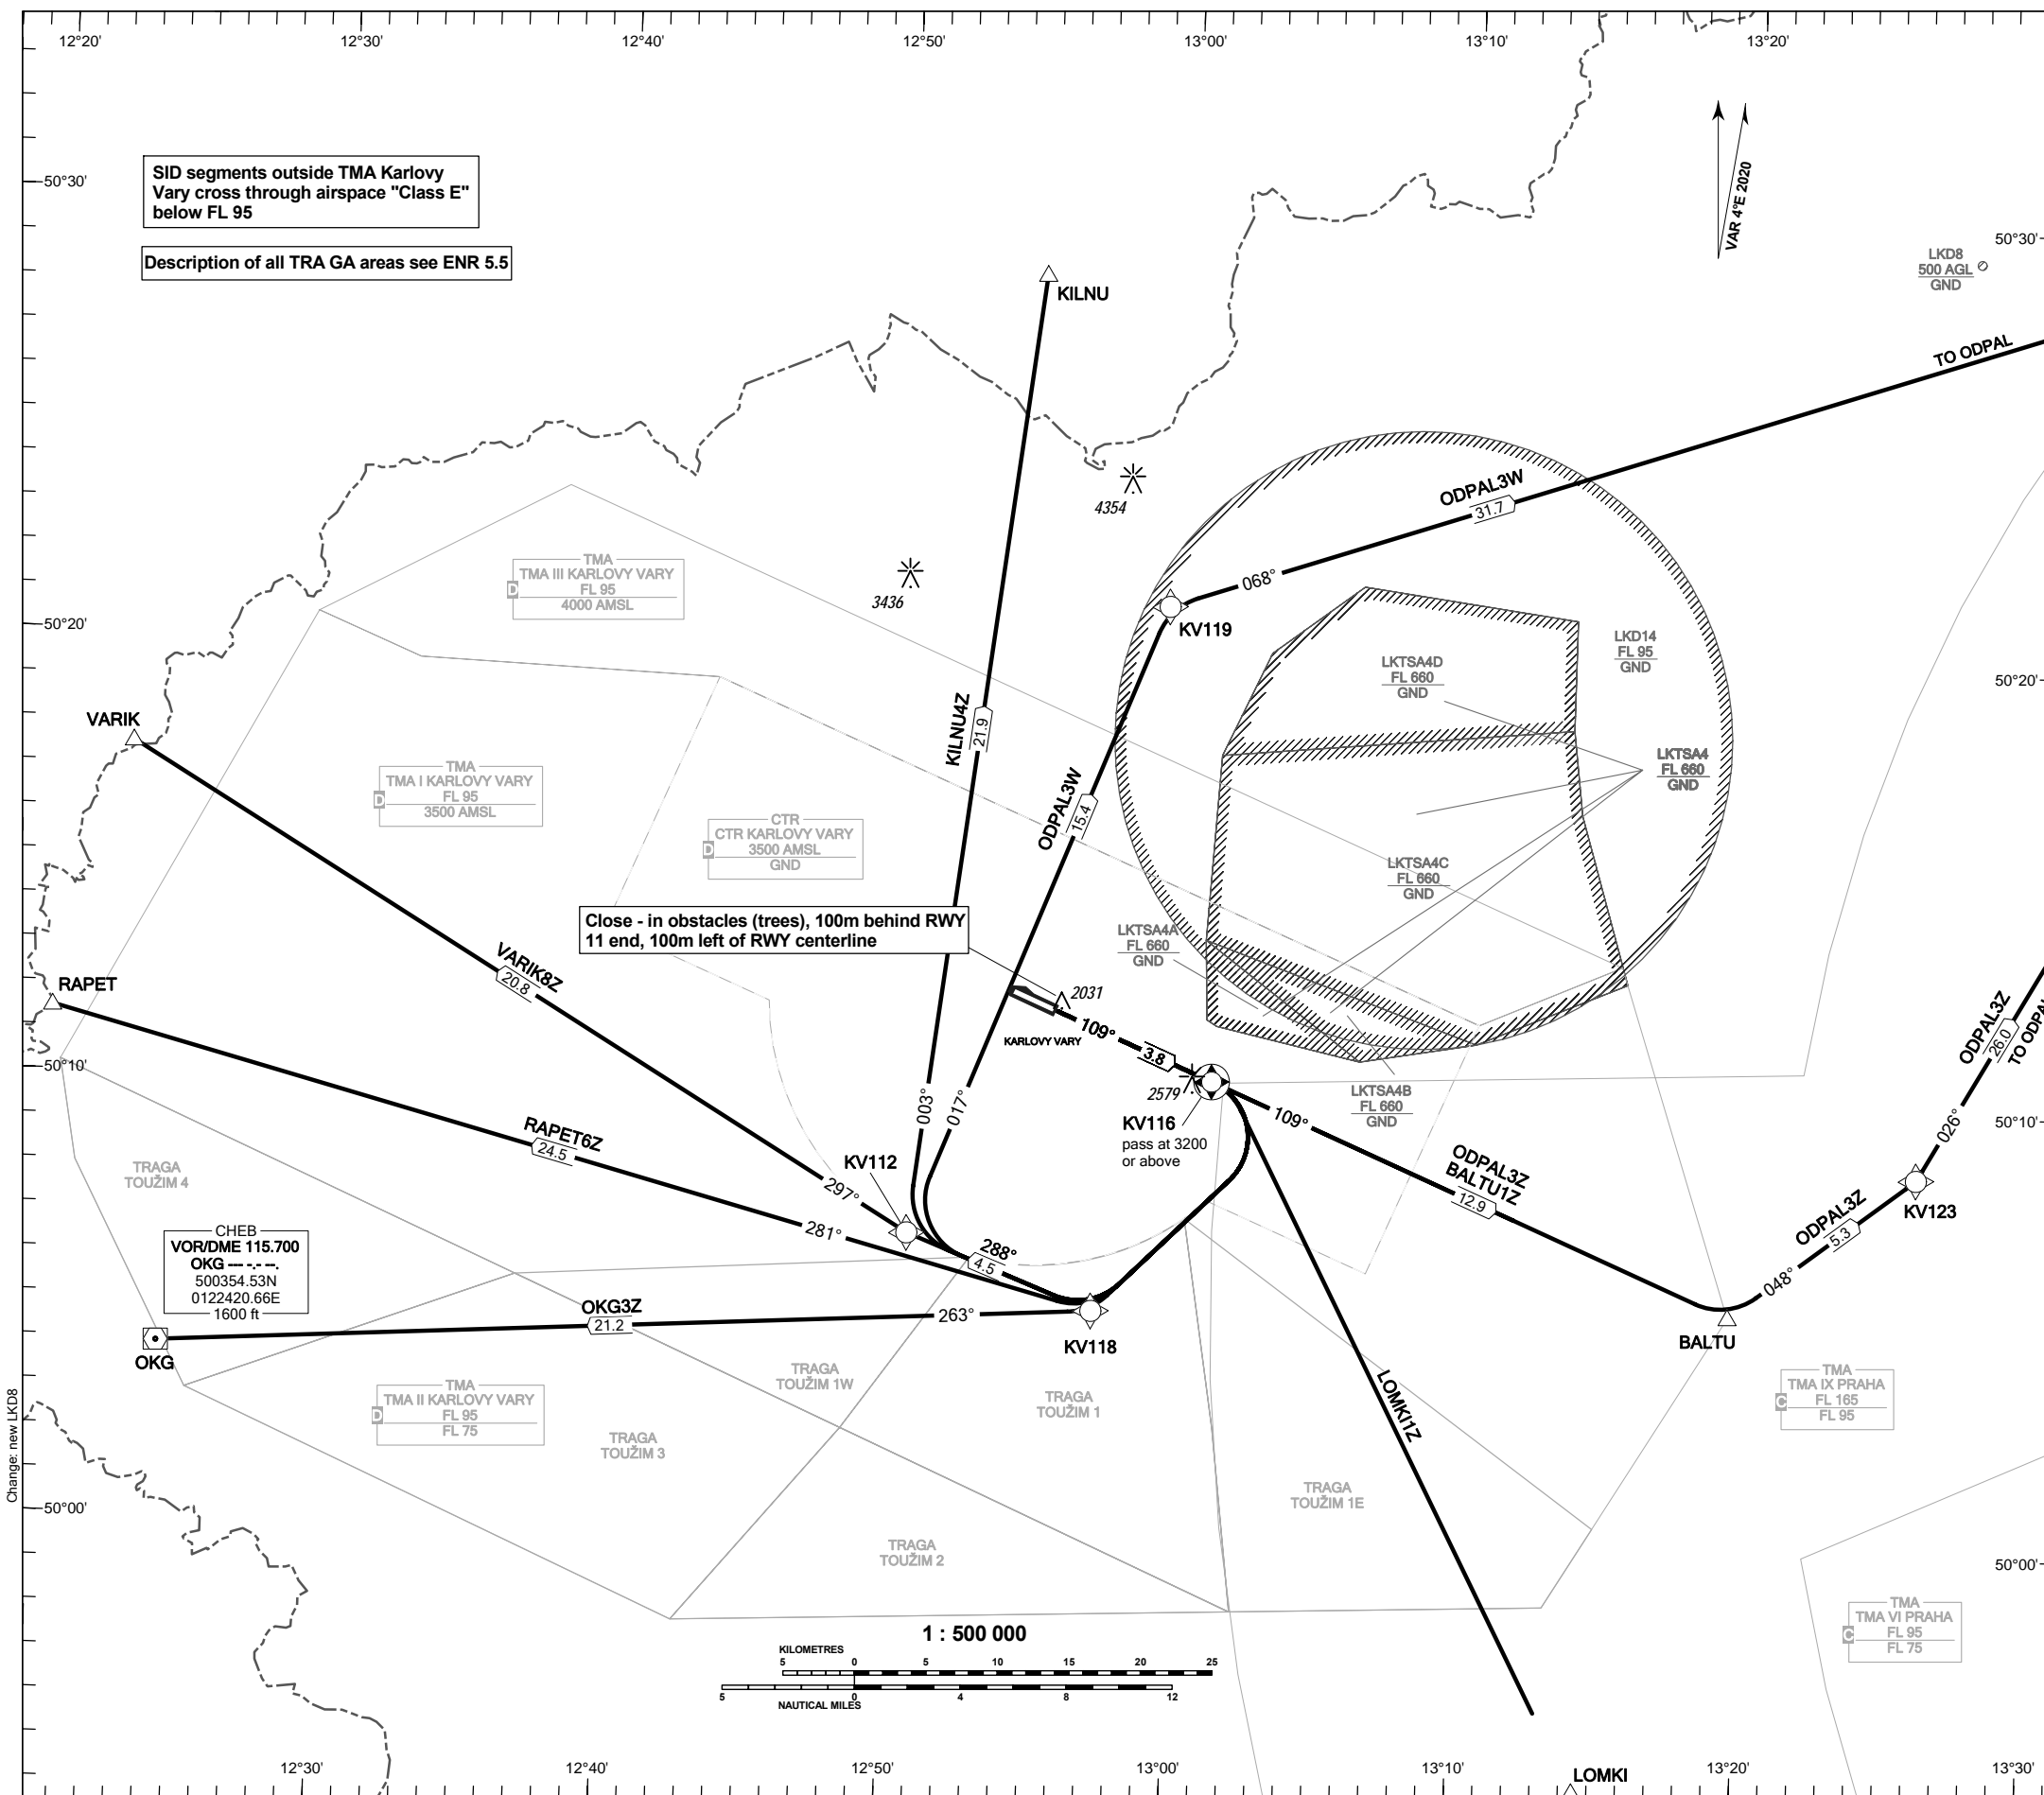 12°20'
12°30'
12°40'
12°50'
13°00'
13°10'
13°20'
50°30'
SID segments outside TMA Karlovy
Vary cross through airspace "Class E"
below FL 95
Description of all TRA GA areas see ENR 5.5
VAR 4°E 2020
50°30'
LKD8
500 AGL
GND
KILNU
TO ODPAL
4354
ODPAL3W
31.7
3436
068°
TMA
TMA III KARLOVY VARY
FL 95
D
4000 AMSL
50°20'
KV119
LKD14
FL 95
GND
LKTSA4D
FL 660
GND
50°20'
VARIK
KILNU4Z
21.9
LKTSA4
FL 660
GND
TMA
TMA I KARLOVY VARY
FL 95
D
3500 AMSL
ODPAL3W
15.4
CTR
CTR KARLOVY VARY
3500 AMSL
D
GND
LKTSA4C
FL 660
GND
Close - in obstacles (trees), 100m behind RWY
11 end, 100m left of RWY centerline
LKTSA4A
FL 660
GND
VARIK8Z
20.8
RAPET
2031
109°
KARLOVY VARY
3.8
ODPAL3Z
26.0
TO ODPAL
50°10'
2579
LKTSA4B
FL 660
GND
003°
017°
KV116
pass at 3200
or above
109°
026°
50°10'
RAPET6Z
24.5
KV112
297°
ODPAL3Z
BALTU1Z
12.9
TRAGA
TOUŽIM 4
KV123
ODPAL3Z
5.3
281°
288°
4.5
CHEB
VOR/DME 115.700
OKG --- -.- --.
500354.53N
0122420.66E
1600 ft
048°
OKG3Z
21.2
263°
OKG
KV118
BALTU
TRAGA
TOUŽIM 1W
TRAGA
TOUŽIM 1
LOMKI1Z
TMA
TMA II KARLOVY VARY
FL 95
D
FL 75
TMA
TMA IX PRAHA
FL 165
C
FL 95
Change: new LKD8
TRAGA
TOUŽIM 3
TRAGA
TOUŽIM 1E
50°00'
TRAGA
TOUŽIM 2
50°00'
TMA
TMA VI PRAHA
FL 95
C
FL 75
1 : 500 000
KILOMETRES
5 0 5 10 15 20 25
5 0 4 8 12
NAUTICAL MILES
12°30'
12°40'
12°50'
13°00'
13°10'
13°20'
13°30'
LOMKI